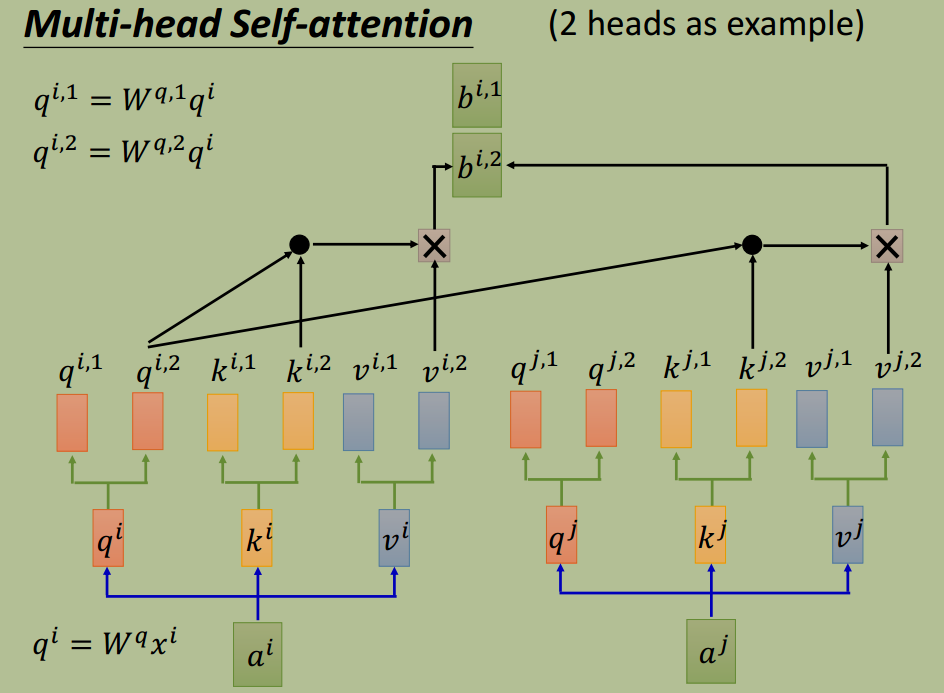 Multi-head Self-attention (2 heads as example)
q^{i,1} = W^{q,1}q^{i}
q^{i,2} = W^{q,2}q^{i}
b^{i,1}
b^{i,2}
q^{i,1} q^{i,2} k^{i,1} k^{i,2} v^{i,1} v^{i,2} q^{j,1} q^{j,2} k^{j,1} k^{j,2} v^{j,1} v^{j,2}
q^{i} k^{i} v^{i} q^{j} k^{j} v^{j}
q^{i} = W^{q}x^{i}
a^{i} a^{j}